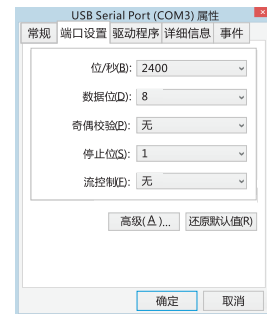 USB Serial Port (COM3) 属性
常规 端口设置 驱动程序 详细信息 事件
位/秒(B): 2400
数据位(D): 8
奇偶校验(P): 无
停止位(S): 1
流控制(F): 无
高级(A)... 还原默认值(R)
确定 取消